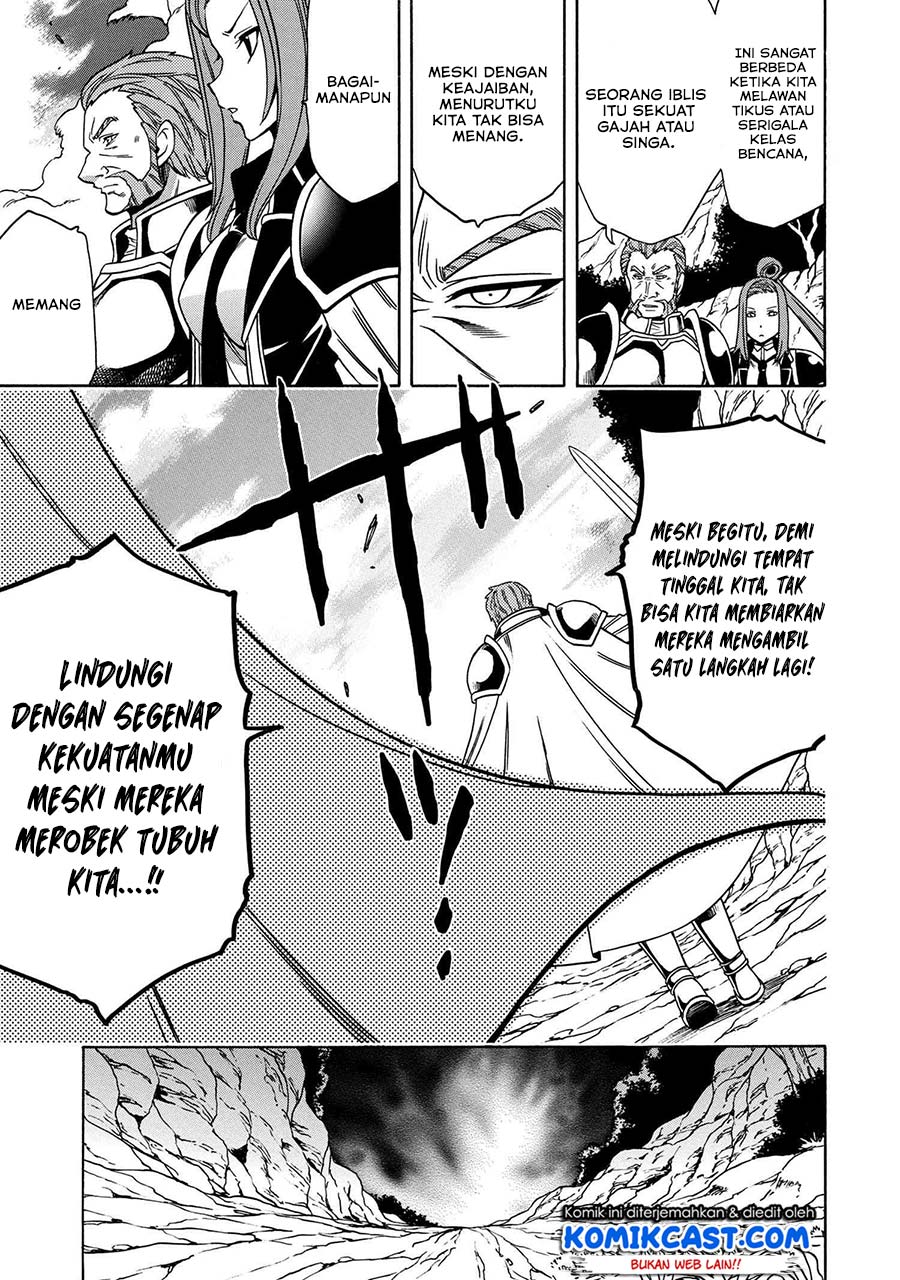 INI SANGAT
BERBEDA
KETIKA KITA
MELAWAN
TIKUS ATAU
SERIGALA
KELAS
BENCANA,
SEORANG IBLIS
ITU SEKUAT
GAJAH ATAU
SINGA.
MESKI DENGAN
KEAJAIBAN,
MENURUTKU
KITA TAK BISA
MENANG.
BAGAI-
MANAPUN
MEMANG
MESKI BEGITU, DEMI
MELINDUNGI TEMPAT
TINGGAL KITA, TAK
BISA KITA MEMBIARKAN
MEREKA MENGAMBIL
SATU LANGKAH LAGI!
LINDUNGI
DENGAN SEGENAP
KEKUATANMU
MESKI MEREKA
MEROBEK TUBUH
KITA...!!
Komik ini diterjemahkan & diedit oleh
KOMIKCAST.COM
BUKAN WEB LAIN!!